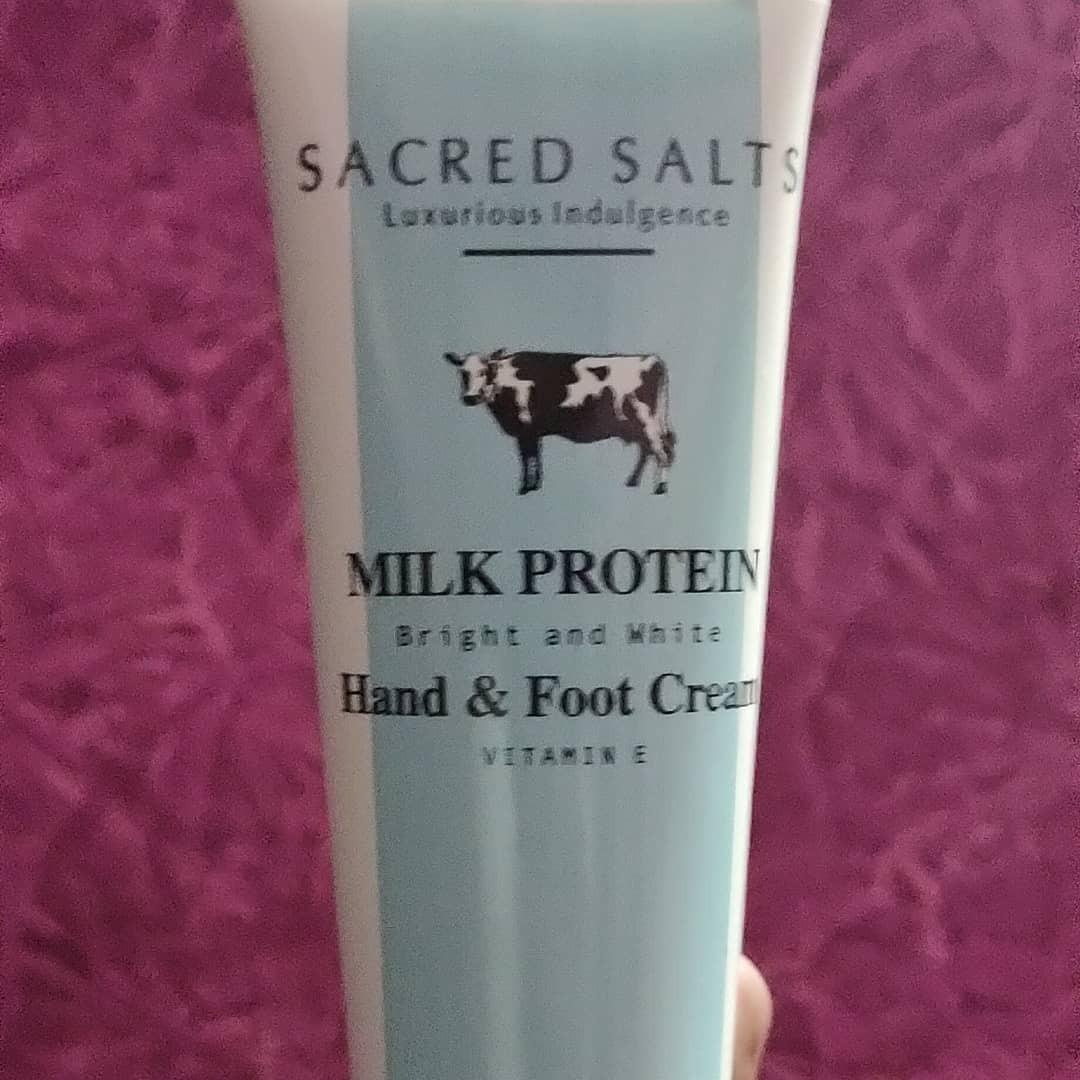 SACRED SALTS
Luxurious Indulgence
MILK PROTEIN
Bright and White
Hand & Foot Cream
VITAMIN E